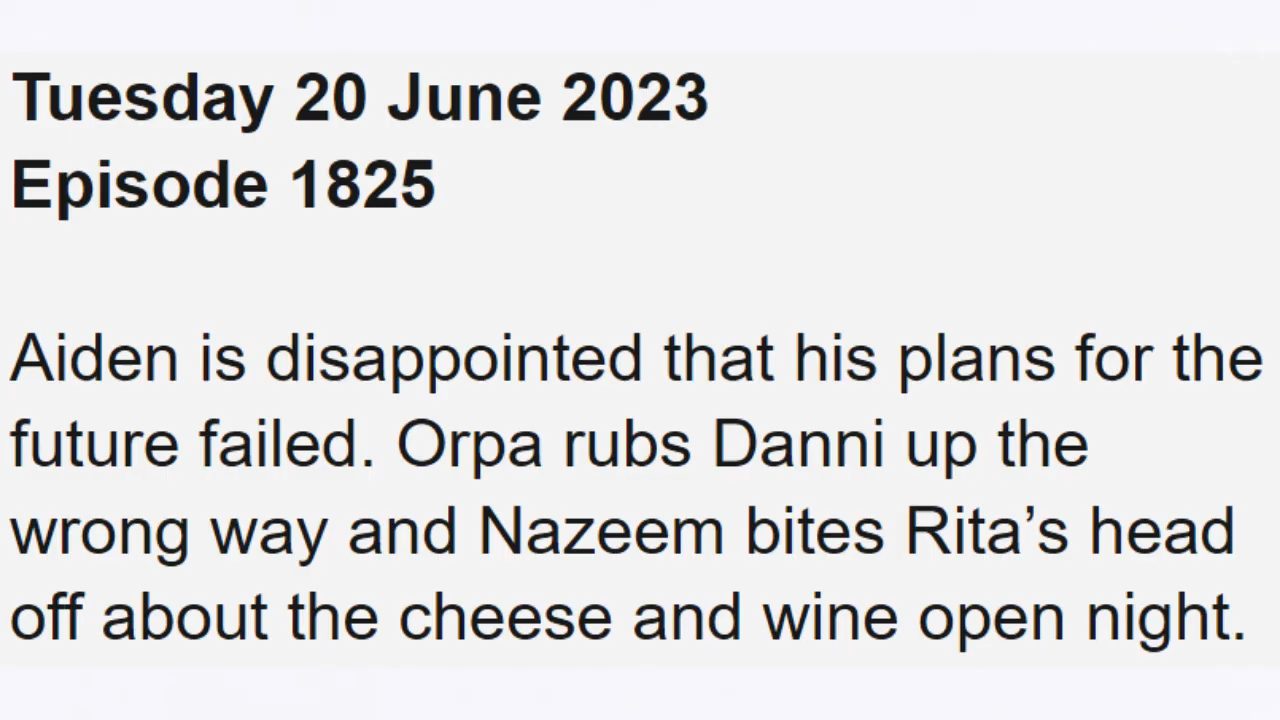 Tuesday 20 June 2023
Episode 1825
Aiden is disappointed that his plans for the
future failed. Orpa rubs Danni up the
wrong way and Nazeem bites Rita’s head
off about the cheese and wine open night.